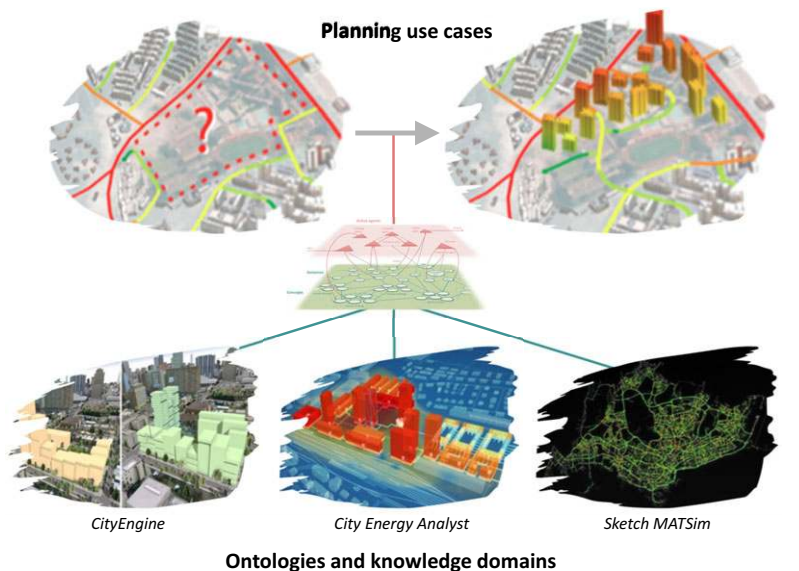 Planning use cases
?
CityEngine
City Energy Analyst
Sketch MATSim
Ontologies and knowledge domains